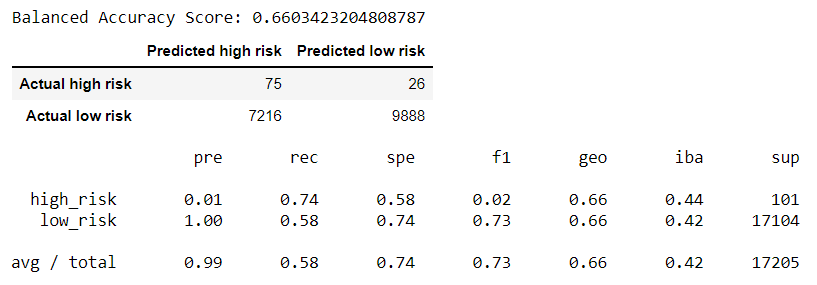 Balanced Accuracy Score: 0.6603423204808787
Predicted high risk Predicted low risk
Actual high risk 75 26
Actual low risk 7216 9888
pre rec spe f1 geo iba sup
high_risk 0.01 0.74 0.58 0.02 0.66 0.44 101
low_risk 1.00 0.58 0.74 0.73 0.66 0.42 17104
avg / total 0.99 0.58 0.74 0.73 0.66 0.42 17205